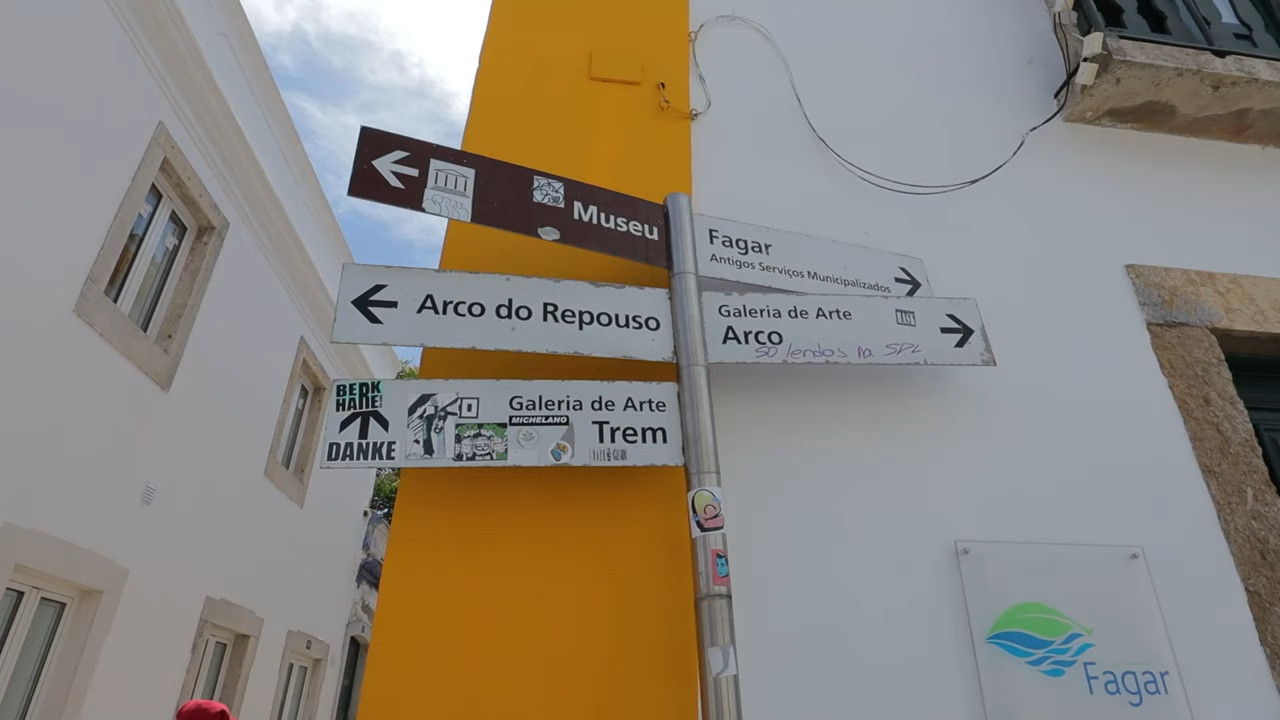 Museu
Fagar
Antigos Serviços Municipalizados
Arco do Repouso
Galeria de Arte
Arco
so lendos na SPL
BERK
HARE!
DANKE
Galeria de Arte
MICHELANO
Trem
Fagar